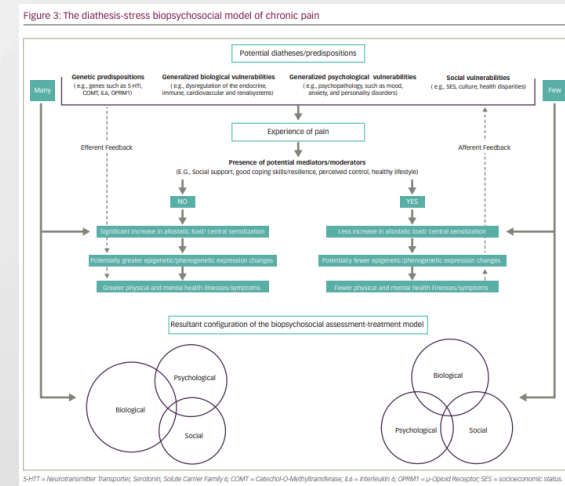 Figure 3: The diathesis-stress biopsychosocial model of chronic pain
Potential diatheses/predispositions
Many
Genetic predispositions
( e.g., genes such as 5-HTI,
COMT, IL6, OPRM1)
Generalized biological vulnerabilities
( e.g., dysregulation of the endocrine,
immune, cardiovascular and renalsystems)
Generalized psychological vulnerabilities
( e.g., psychopathology, such as mood,
anxiety, and personality disorders)
Social vulnerabilities
( e.g., SES, culture, health disparities)
Few
Experience of pain
Efferent Feedback
Afferent Feedback
Presence of potential mediators/moderators
(E.G., Social support, good coping skills/resilience, perceived control, healthy lifestyle)
NO
YES
Significant increase in allostatic load/ central sensitization
Less increase in allostatic load/ central sensitization
Potentially greater epigenetic/phenogenetic expression changes
Potentially fewer epigenetic/phenogenetic expression changes
Greater physical and mental health illnesses/symptoms
Fewer physical and mental health illnesses/symptoms
Resultant configuration of the biopsychosocial assessment-treatment model
Psychological
Biological
Social
Biological
Psychological
Social
5-HTT = Neurotransmitter Transporter, Serotonin, Solute Carrier Family 6; COMT = Catechol-O-Methyltransferase; IL6 = Interleukin 6; OPRM1 = μ-Opioid Receptor; SES = socioeconomic status.